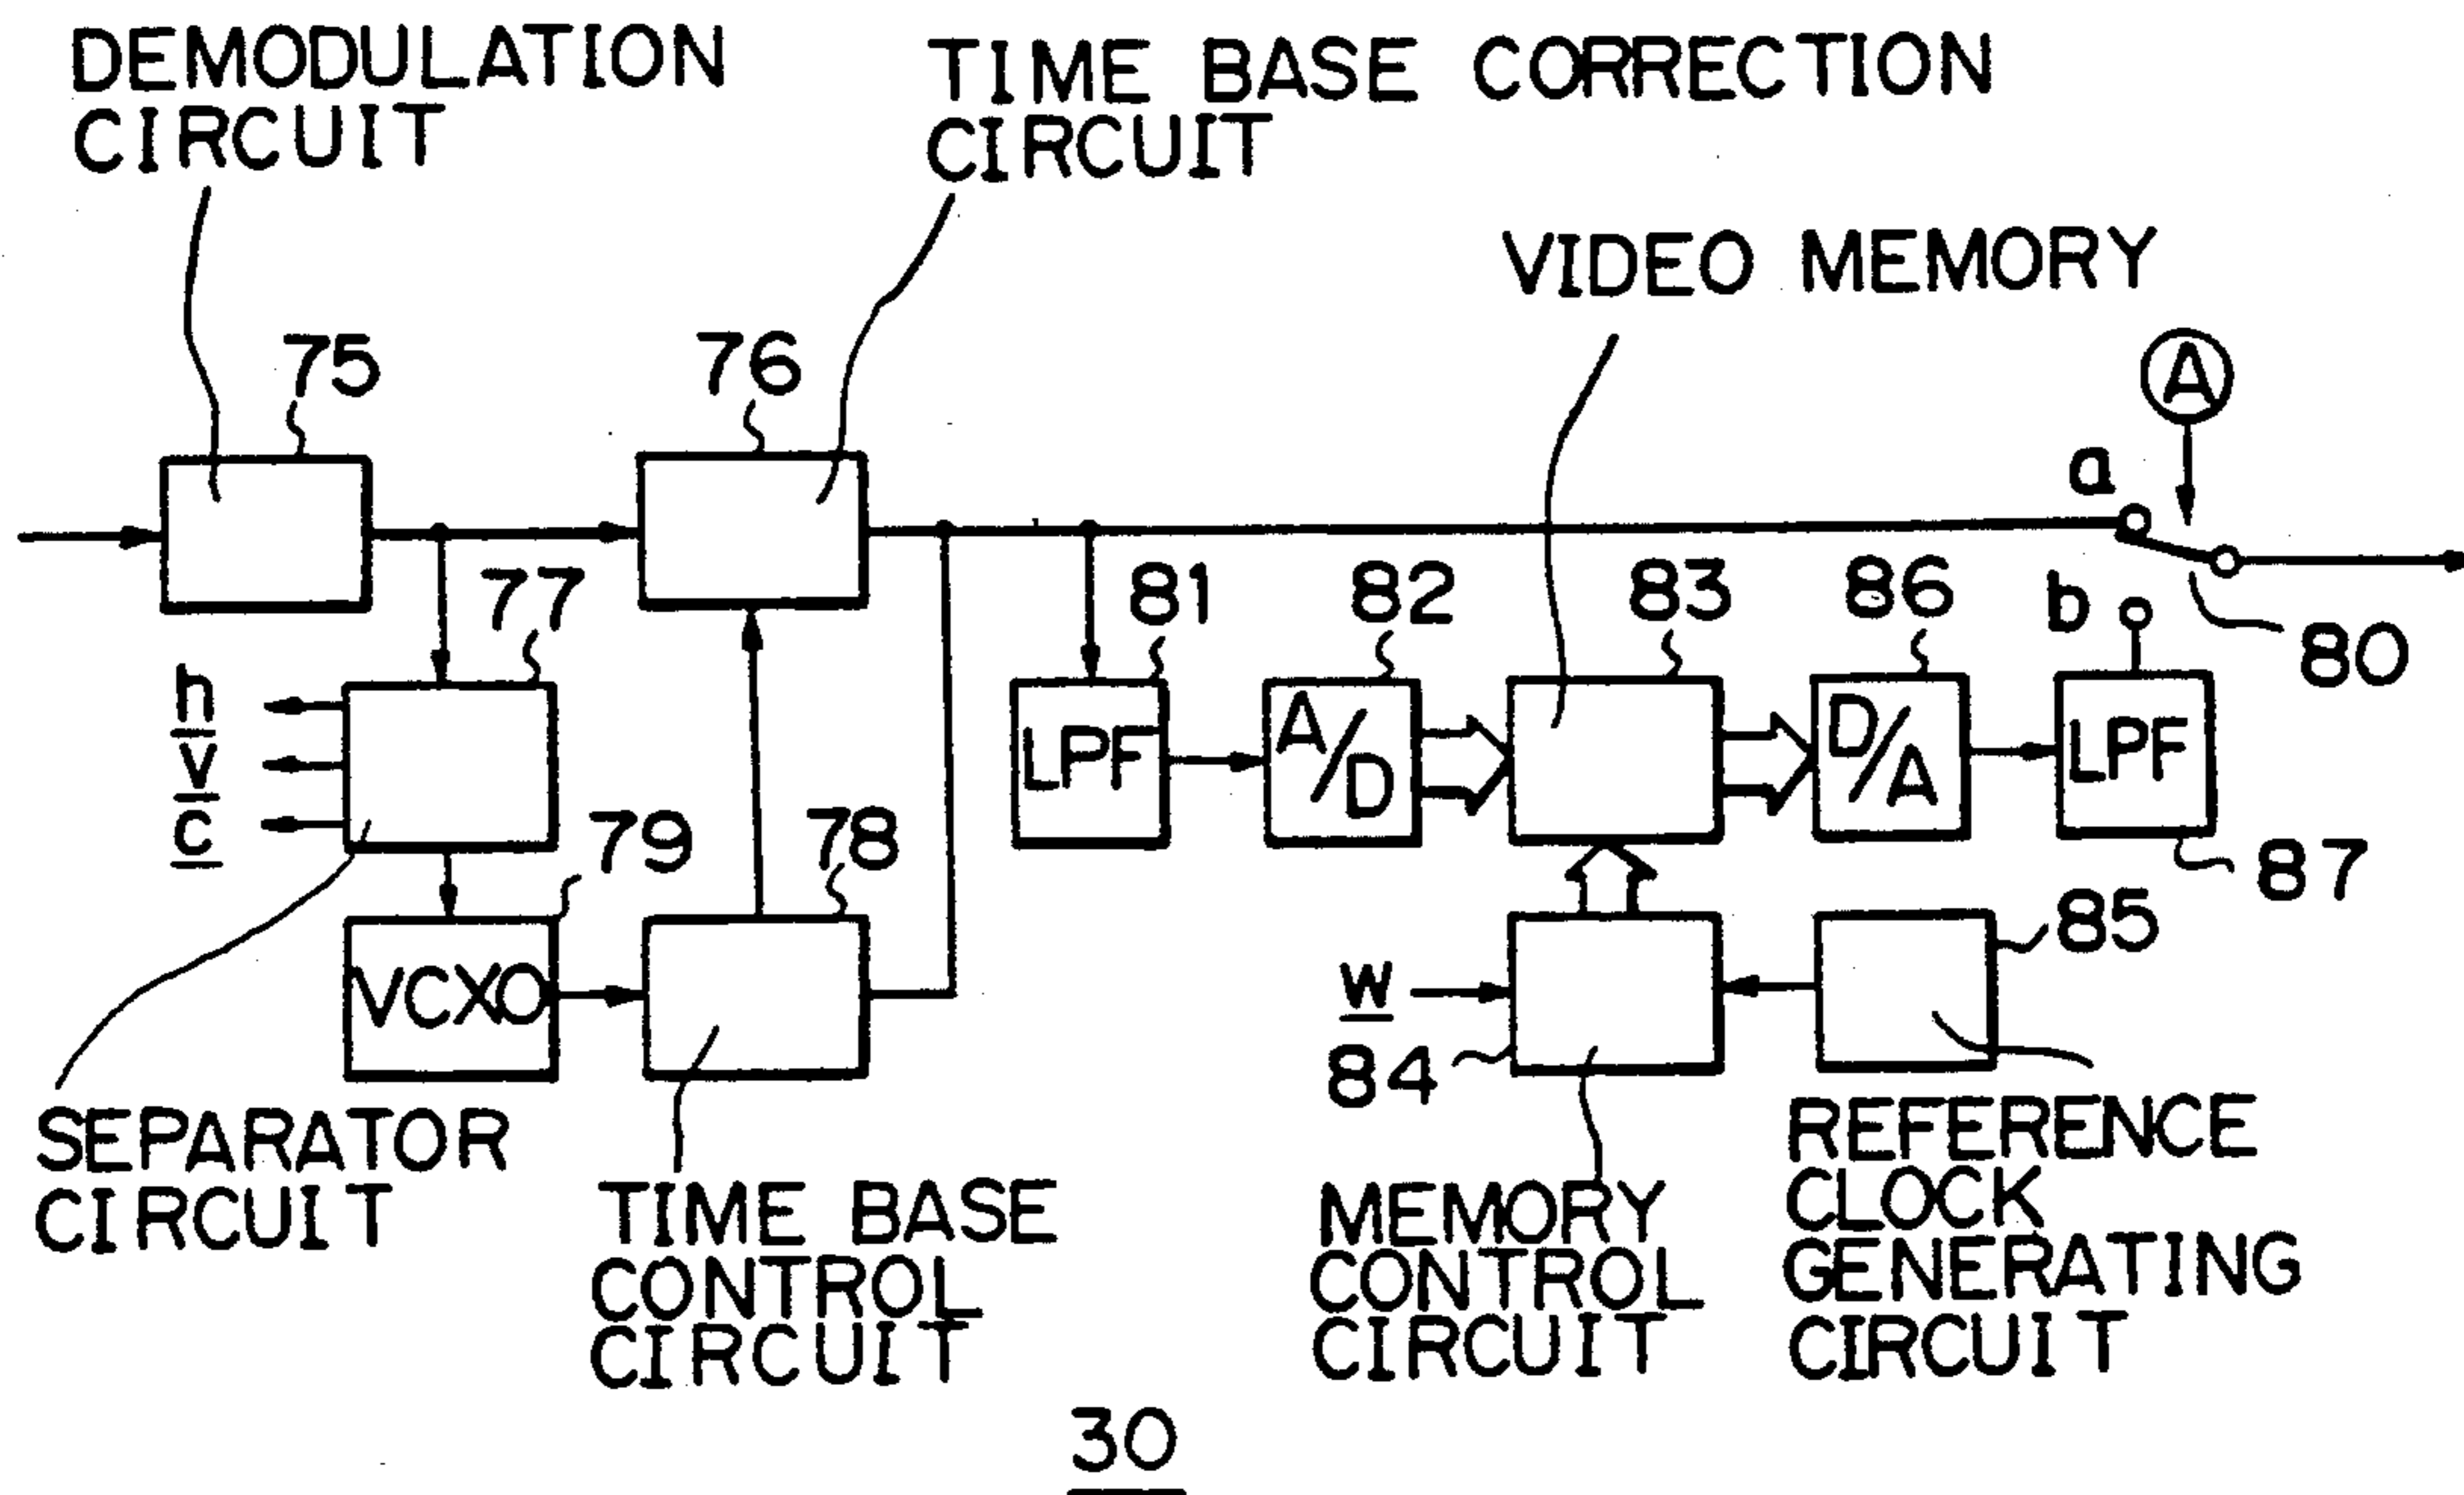 DEMODULATION
CIRCUIT
TIME BASE CORRECTION
CIRCUIT
VIDEO MEMORY
75
76
A
a
77
81
82
83
86
b
80
h
v
c
LPF
A/D
D/A
LPF
79
78
87
85
VCXO
w
84
SEPARATOR
CIRCUIT
TIME BASE
CONTROL
CIRCUIT
MEMORY
CONTROL
CIRCUIT
REFERENCE
CLOCK
GENERATING
CIRCUIT
30